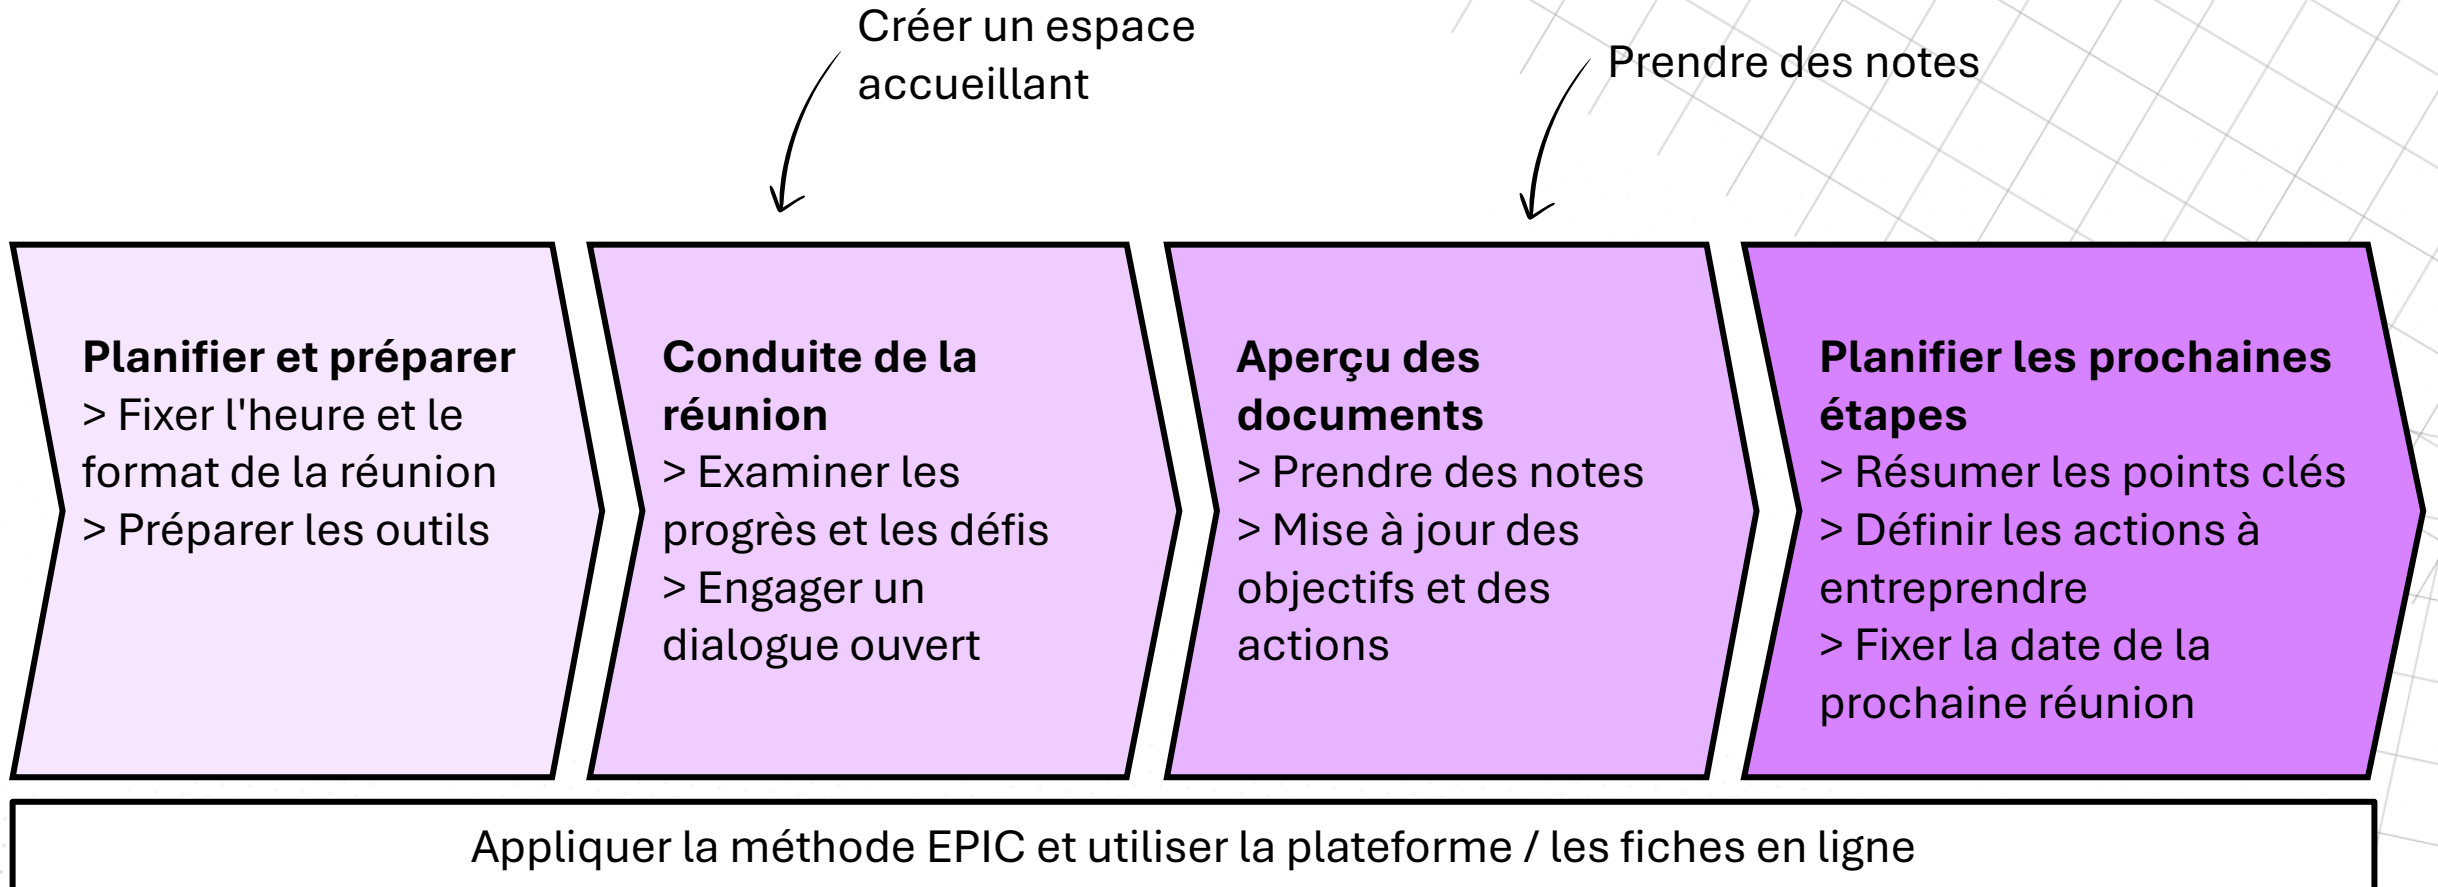 Créer un espace
accueillant
Prendre des notes
Planifier et préparer
> Fixer l'heure et le
format de la réunion
> Préparer les outils
Conduite de la
réunion
> Examiner les
progrès et les défis
> Engager un
dialogue ouvert
Aperçu des
documents
> Prendre des notes
> Mise à jour des
objectifs et des
actions
Planifier les prochaines
étapes
> Résumer les points clés
> Définir les actions à
entreprendre
> Fixer la date de la
prochaine réunion
Appliquer la méthode EPIC et utiliser la plateforme / les fiches en ligne